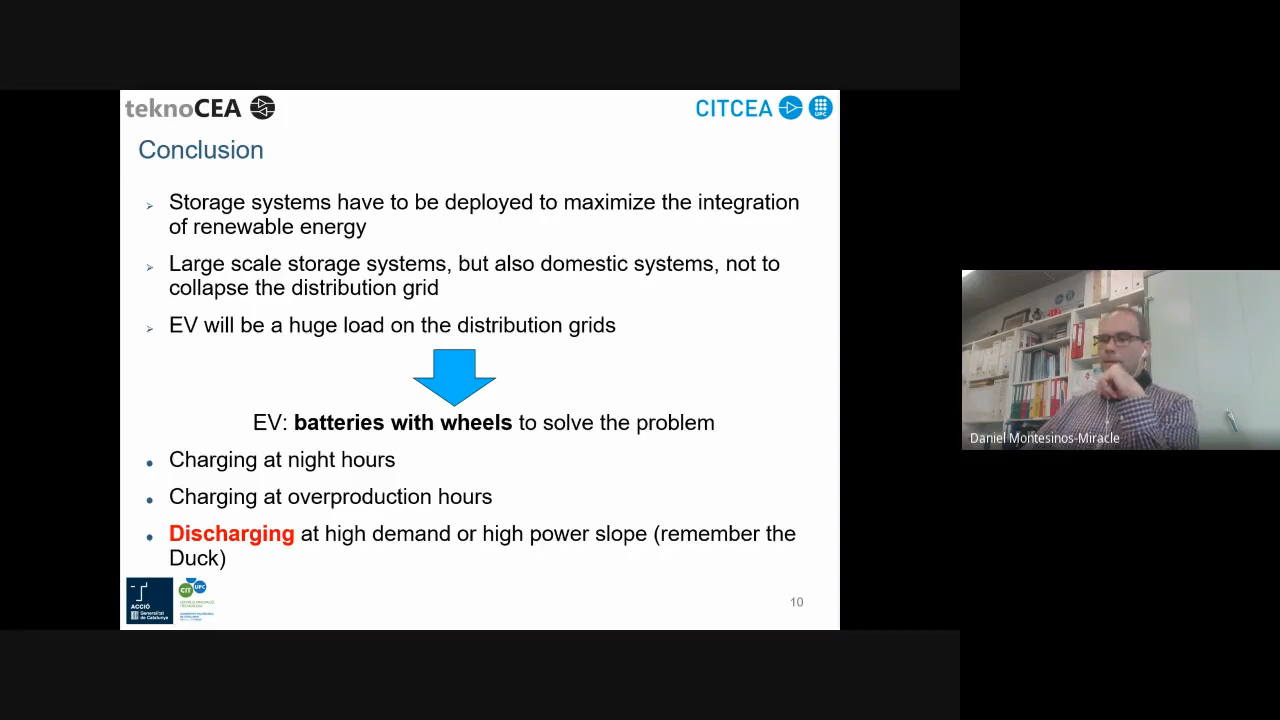 teknoCEA
CITCEA
UPC
Conclusion
Storage systems have to be deployed to maximize the integration
of renewable energy
Large scale storage systems, but also domestic systems, not to
collapse the distribution grid
EV will be a huge load on the distribution grids
EV: batteries with wheels to solve the problem
Charging at night hours
Charging at overproduction hours
Discharging at high demand or high power slope (remember the
Duck)
ACCIÓ
Generalitat
de Catalunya
CIT
UPC
10
Daniel Montesinos-Miracle